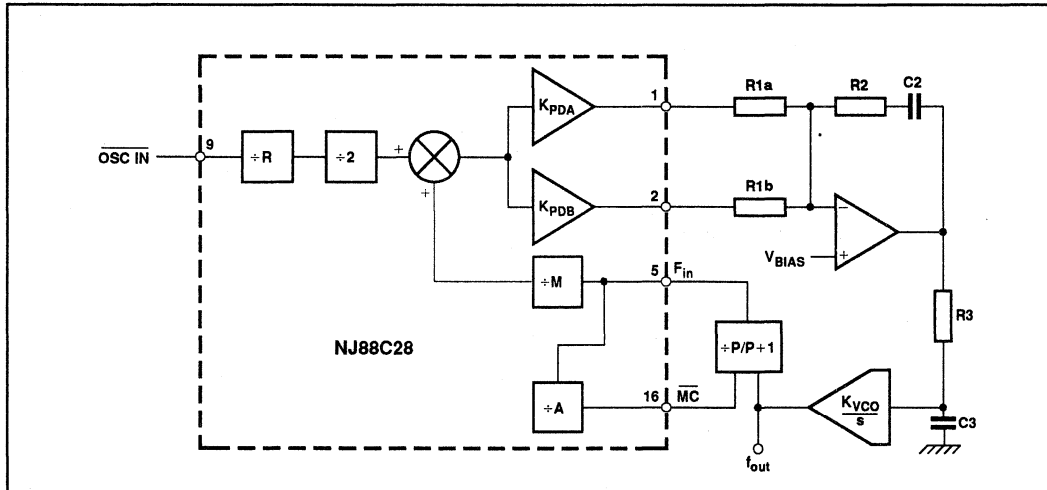 R1a
R2
C2
1
K_PDA
OSC IN
9
÷R
÷2
+
+
K_PDB
2
R1b
−
V_BIAS
+
÷M
5
F_in
R3
NJ88C28
÷P/P+1
÷A
16
MC
K_VCO
s
C3
f_out